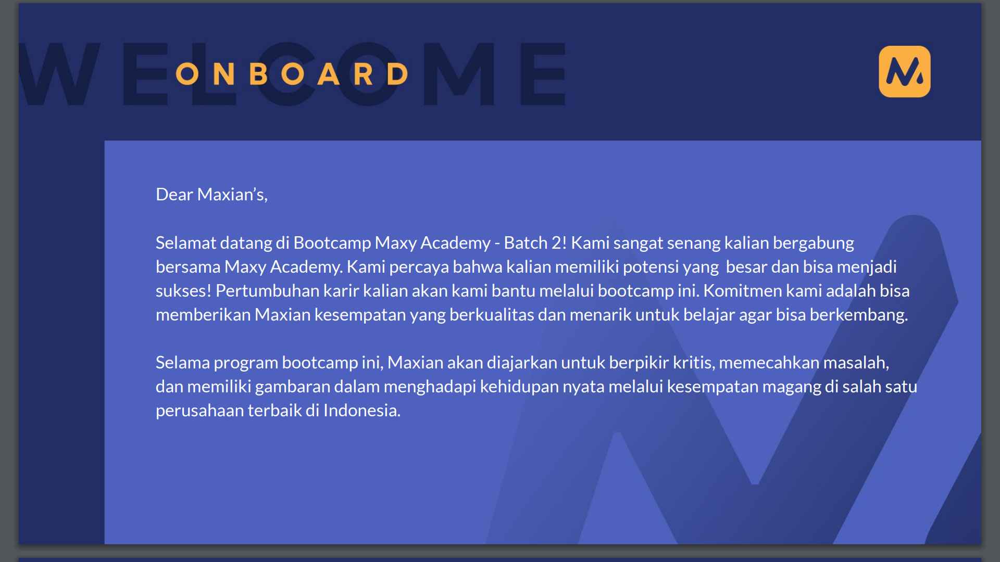 WELCOME
ONBOARD
Dear Maxian’s,
Selamat datang di Bootcamp Maxy Academy - Batch 2! Kami sangat senang kalian bergabung
bersama Maxy Academy. Kami percaya bahwa kalian memiliki potensi yang  besar dan bisa menjadi
sukses! Pertumbuhan karir kalian akan kami bantu melalui bootcamp ini. Komitmen kami adalah bisa
memberikan Maxian kesempatan yang berkualitas dan menarik untuk belajar agar bisa berkembang.
Selama program bootcamp ini, Maxian akan diajarkan untuk berpikir kritis, memecahkan masalah,
dan memiliki gambaran dalam menghadapi kehidupan nyata melalui kesempatan magang di salah satu
perusahaan terbaik di Indonesia.